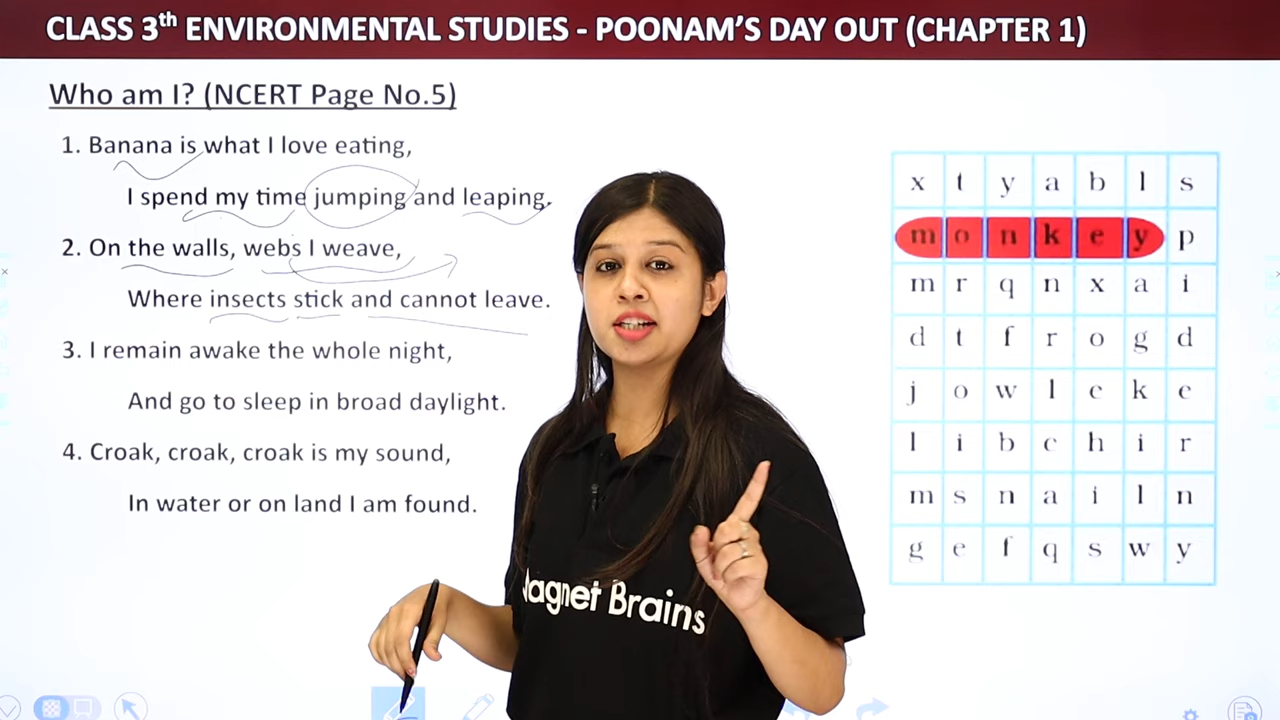 CLASS 3th ENVIRONMENTAL STUDIES - POONAM'S DAY OUT (CHAPTER 1)
Who am I? (NCERT Page No.5)
1. Banana is what I love eating,
I spend my time jumping and leaping.
2. On the walls, webs I weave,
Where insects stick and cannot leave.
3. I remain awake the whole night,
And go to sleep in broad daylight.
4. Croak, croak, croak is my sound,
In water or on land I am found.
x t y a b l s
m o n k e y p
m r q n x a i
d t f r o g d
j o w l c k e
l i b c h i r
m s n a i l n
g e f q s w y
Magnet Brains